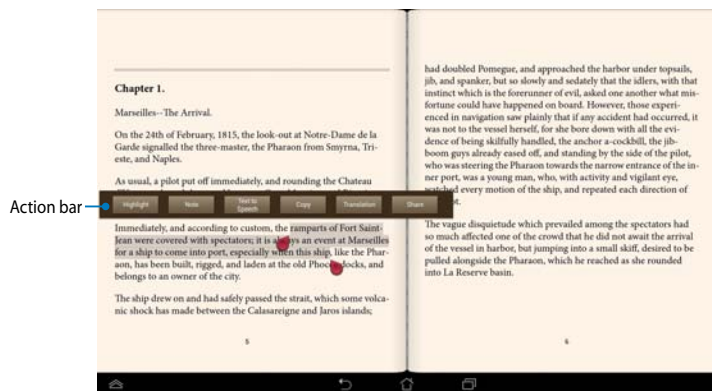 Chapter 1.
Marseilles--The Arrival.
On the 24th of February, 1815, the look-out at Notre-Dame de la
Garde signalled the three-master, the Pharaon from Smyrna, Tri-
este, and Naples.
As usual, a pilot put off immediately, and rounding the Chateau
Action bar
Highlight
Note
Text to
Speech
Copy
Translation
Share
Immediately, and according to custom, the ramparts of Fort Saint-
Jean were covered with spectators; it is always an event at Marseilles
for a ship to come into port, especially when this ship, like the Phar-
aon, has been built, rigged, and laden at the old Phocee docks, and
belongs to an owner of the city.
The ship drew on and had safely passed the strait, which some volca-
nic shock has made between the Calasareigne and Jaros islands;
5
had doubled Pomegue, and approached the harbor under topsails,
jib, and spanker, but so slowly and sedately that the idlers, with that
instinct which is the forerunner of evil, asked one another what mis-
fortune could have happened on board. However, those experi-
enced in navigation saw plainly that if any accident had occurred, it
was not to the vessel herself, for she bore down with all the evi-
dence of being skilfully handled, the anchor a-cockbill, the jib-
boom guys already eased off, and standing by the side of the pilot,
who was steering the Pharaon towards the narrow entrance of the in-
ner port, was a young man, who, with activity and vigilant eye,
watched every motion of the ship, and repeated each direction of
The vague disquietude which prevailed among the spectators had
so much affected one of the crowd that he did not await the arrival
of the vessel in harbor, but jumping into a small skiff, desired to be
pulled alongside the Pharaon, which he reached as she rounded
into La Reserve basin.
6